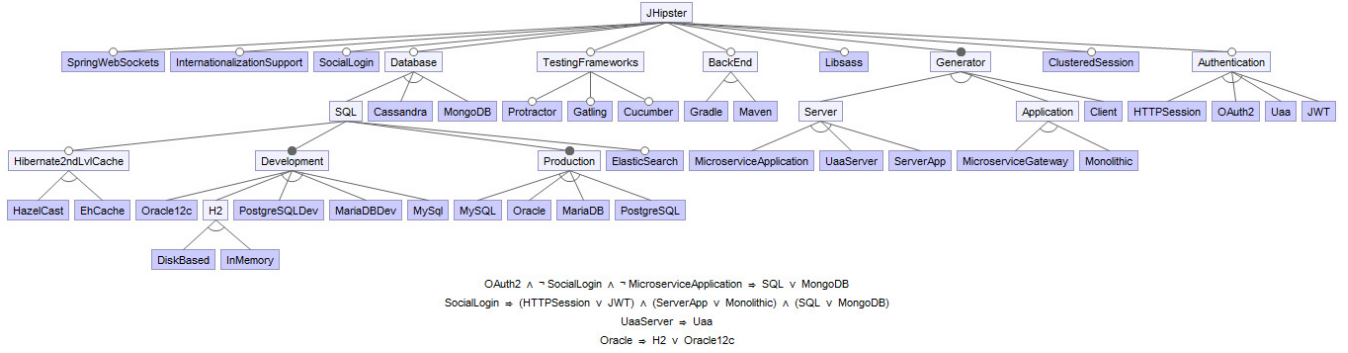 JHipster
SpringWebSockets InternationalizationSupport SocialLogin Database TestingFrameworks BackEnd Libsass Generator ClusteredSession Authentication
SQL Cassandra MongoDB Protractor Gatling Cucumber Gradle Maven Server Application Client HTTPSession OAuth2 Uaa JWT
Hibernate2ndLvlCache Development Production ElasticSearch MicroserviceApplication UaaServer ServerApp MicroserviceGateway Monolithic
HazelCast EhCache Oracle12c H2 PostgreSQLDev MariaDBDev MySql MySQL Oracle MariaDB PostgreSQL
DiskBased InMemory
OAuth2 ∧ ¬ SocialLogin ∧ ¬ MicroserviceApplication ⇒ SQL ∨ MongoDB
SocialLogin ⇒ (HTTPSession ∨ JWT) ∧ (ServerApp ∨ Monolithic) ∧ (SQL ∨ MongoDB)
UaaServer ⇒ Uaa
Oracle ⇒ H2 ∨ Oracle12c